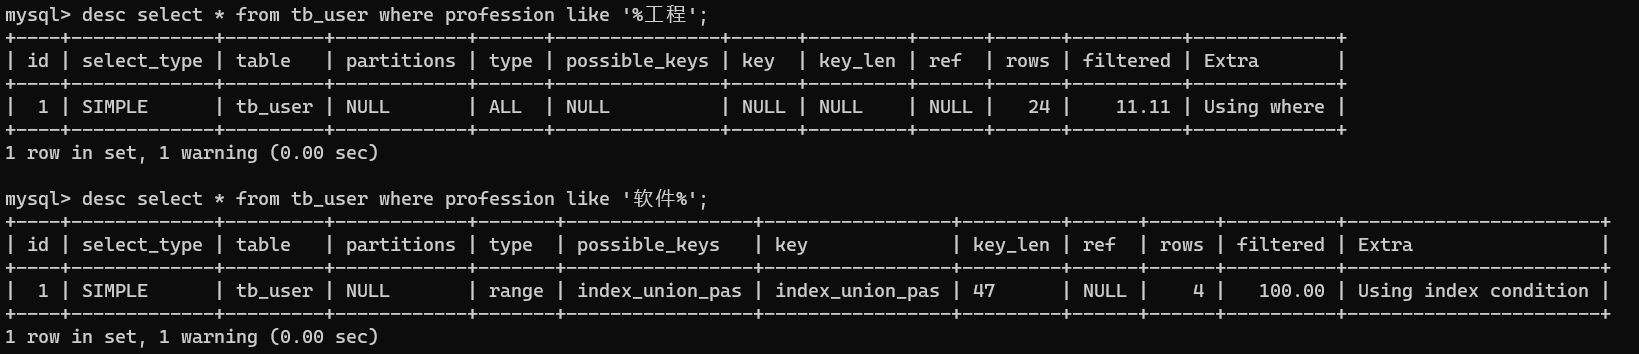 mysql> desc select * from tb_user where profession like '%工程';
+----+-------------+---------+------------+------+---------------+------+---------+------+------+----------+-------------+
| id | select_type | table   | partitions | type | possible_keys | key  | key_len | ref  | rows | filtered | Extra       |
+----+-------------+---------+------------+------+---------------+------+---------+------+------+----------+-------------+
|  1 | SIMPLE      | tb_user | NULL       | ALL  | NULL          | NULL | NULL    | NULL |   24 |    11.11 | Using where |
+----+-------------+---------+------------+------+---------------+------+---------+------+------+----------+-------------+
1 row in set, 1 warning (0.00 sec)

mysql> desc select * from tb_user where profession like '软件%';
+----+-------------+---------+------------+-------+-----------------+-----------------+---------+------+------+----------+-----------------------+
| id | select_type | table   | partitions | type  | possible_keys   | key             | key_len | ref  | rows | filtered | Extra                 |
+----+-------------+---------+------------+-------+-----------------+-----------------+---------+------+------+----------+-----------------------+
|  1 | SIMPLE      | tb_user | NULL       | range | index_union_pas | index_union_pas | 47      | NULL |    4 |   100.00 | Using index condition |
+----+-------------+---------+------------+-------+-----------------+-----------------+---------+------+------+----------+-----------------------+
1 row in set, 1 warning (0.00 sec)